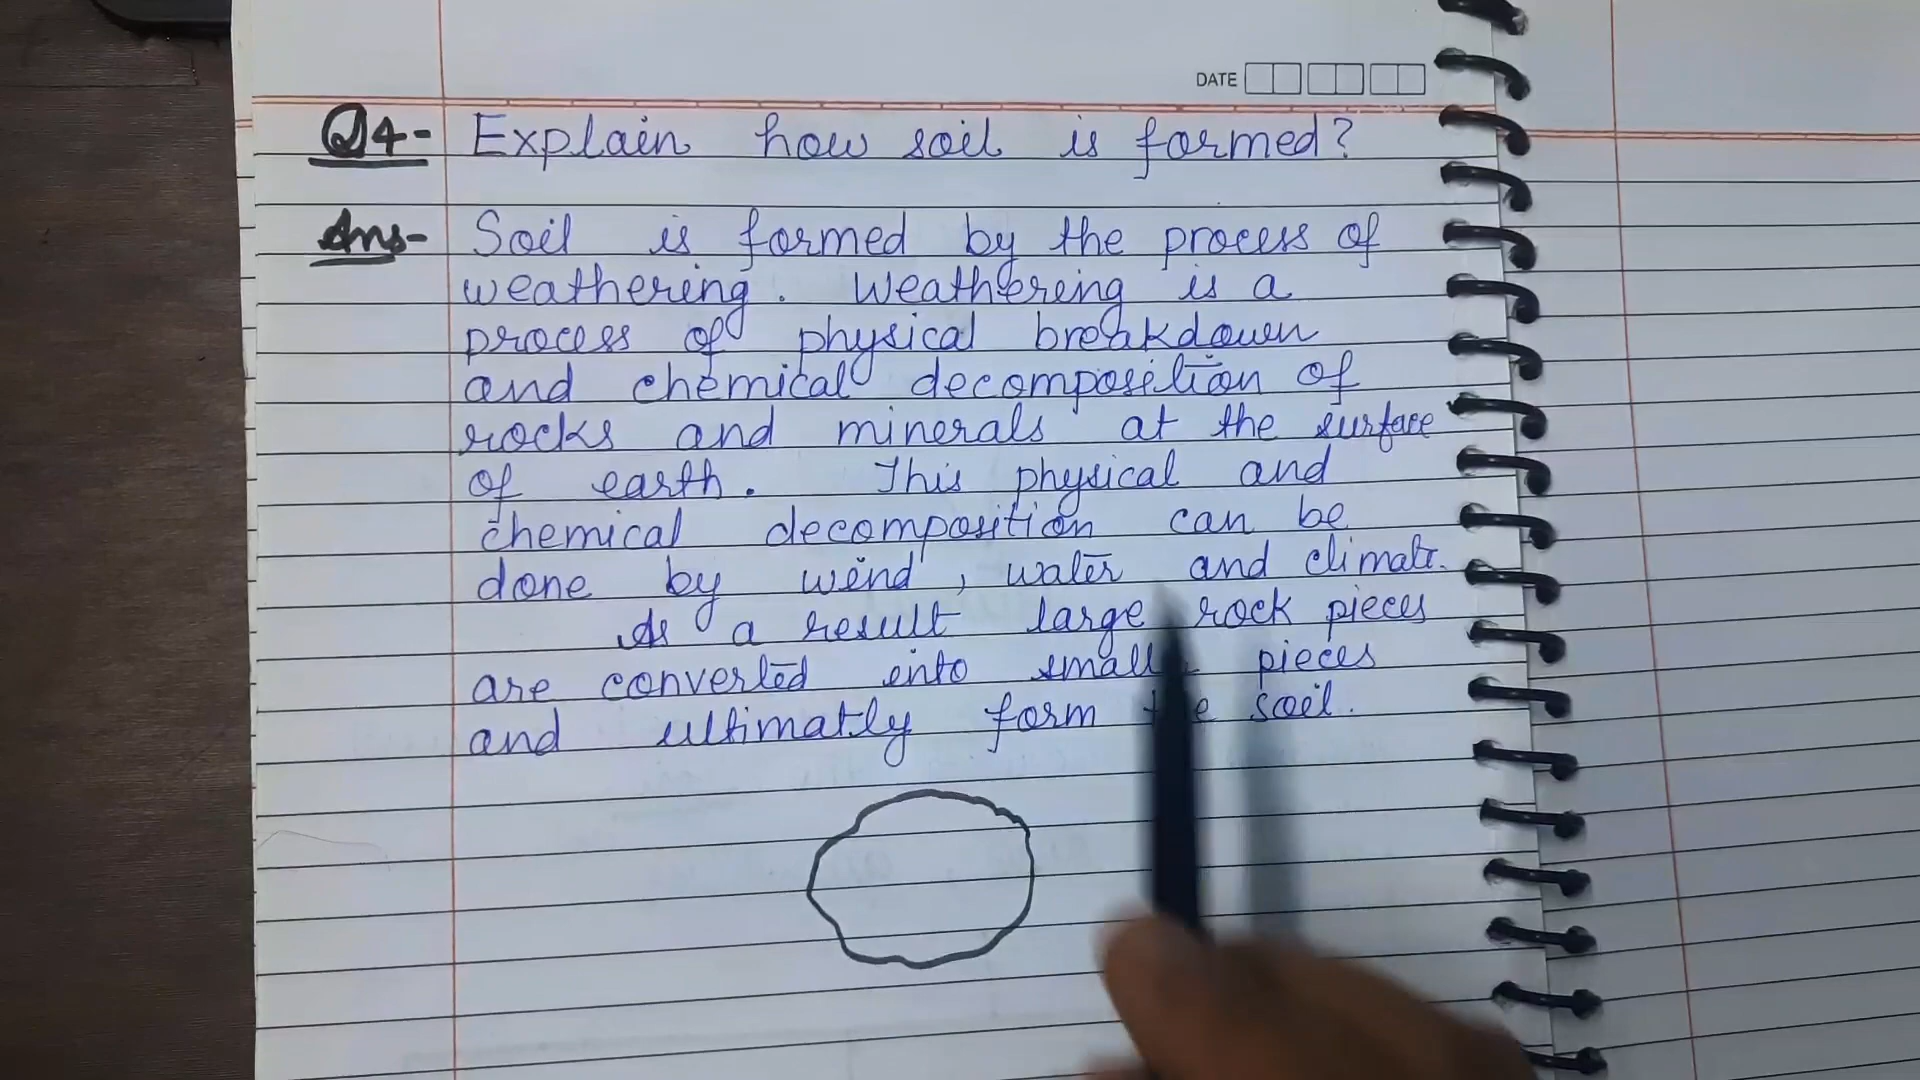 DATE
Q4- Explain how soil is formed?
Ans- Soil is formed by the process of
weathering. Weathering is a
process of physical breakdown
and chemical decomposition of
rocks and minerals at the surface
of earth. This physical and
chemical decomposition can be
done by wind, water and climate.
As a result large rock pieces
are converted into small pieces
and ultimatly form the soil.